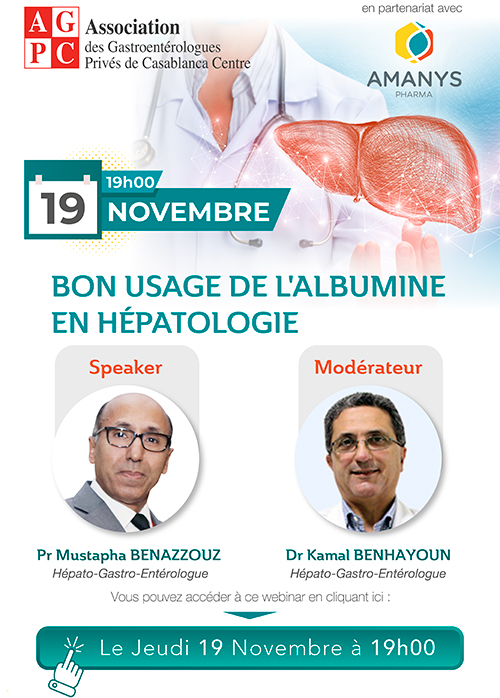 AG
PC
Association
des Gastroentérologues
Privés de Casablanca Centre
en partenariat avec
AMANYS
PHARMA
19h00
19
NOVEMBRE
BON USAGE DE L'ALBUMINE
EN HÉPATOLOGIE
Speaker
Modérateur
Pr Mustapha BENAZZOUZ
Dr Kamal BENHAYOUN
Hépato-Gastro-Entérologue
Hépato-Gastro-Entérologue
Vous pouvez accéder à ce webinar en cliquant ici :
Le Jeudi 19 Novembre à 19h00